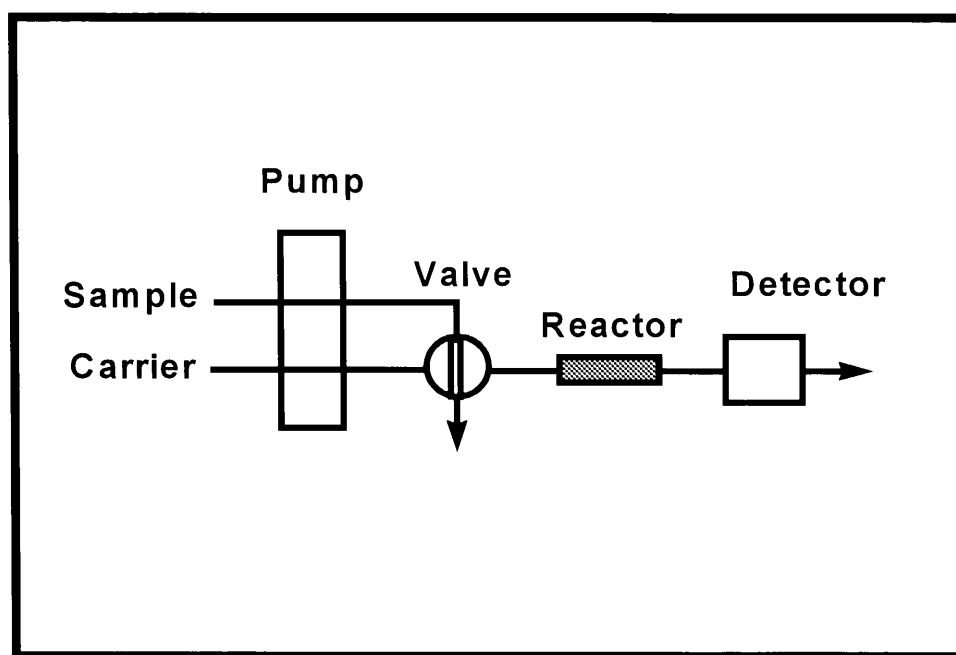 Pump
Valve
Detector
Sample
Reactor
Carrier